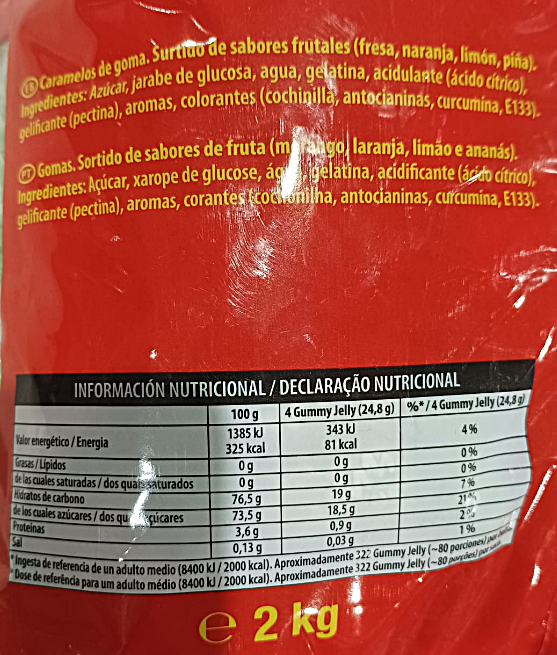 ES Caramelos de goma. Surtido de sabores frutales (fresa, naranja, limón, piña).
Ingredientes: Azúcar, jarabe de glucosa, agua, gelatina, acidulante (ácido cítrico),
gelificante (pectina), aromas, colorantes (cochinilla, antocianinas, curcumina, E133).
PT Gomas. Sortido de sabores de fruta (morango, laranja, limão e ananás).
Ingredientes: Açúcar, xarope de glucose, gelatina, acidificante (ácido cítrico),
gelificante (pectina), aromas, corantes (cochonilha, antocianinas, curcumina, E133).
INFORMACIÓN NUTRICIONAL / DECLARAÇÃO NUTRICIONAL
100 g 4 Gummy Jelly (24,8 g) %* / 4 Gummy Jelly (24,8 g)
Valor energético / Energia 1385 kJ 343 kJ 4 %
325 kcal 81 kcal
Grasas / Lípidos 0 g 0 g 0 %
de las cuales saturadas / dos quais saturados 0 g 0 g 0 %
Hidratos de carbono 76,5 g 19 g 7 %
de los cuales azúcares / dos quais açúcares 73,5 g 18,5 g 21 %
Proteínas 3,6 g 0,9 g 2 %
Sal 0,13 g 0,03 g 1 %
* Ingesta de referencia de un adulto médio (8400 kJ / 2000 kcal). Aproximadamente 322 Gummy Jelly (~80 porciones) por
* Dose de referência para um adulto médio (8400 kJ / 2000 kcal). Aproximadamente 322 Gummy Jelly (~80 porções) por
e 2 kg